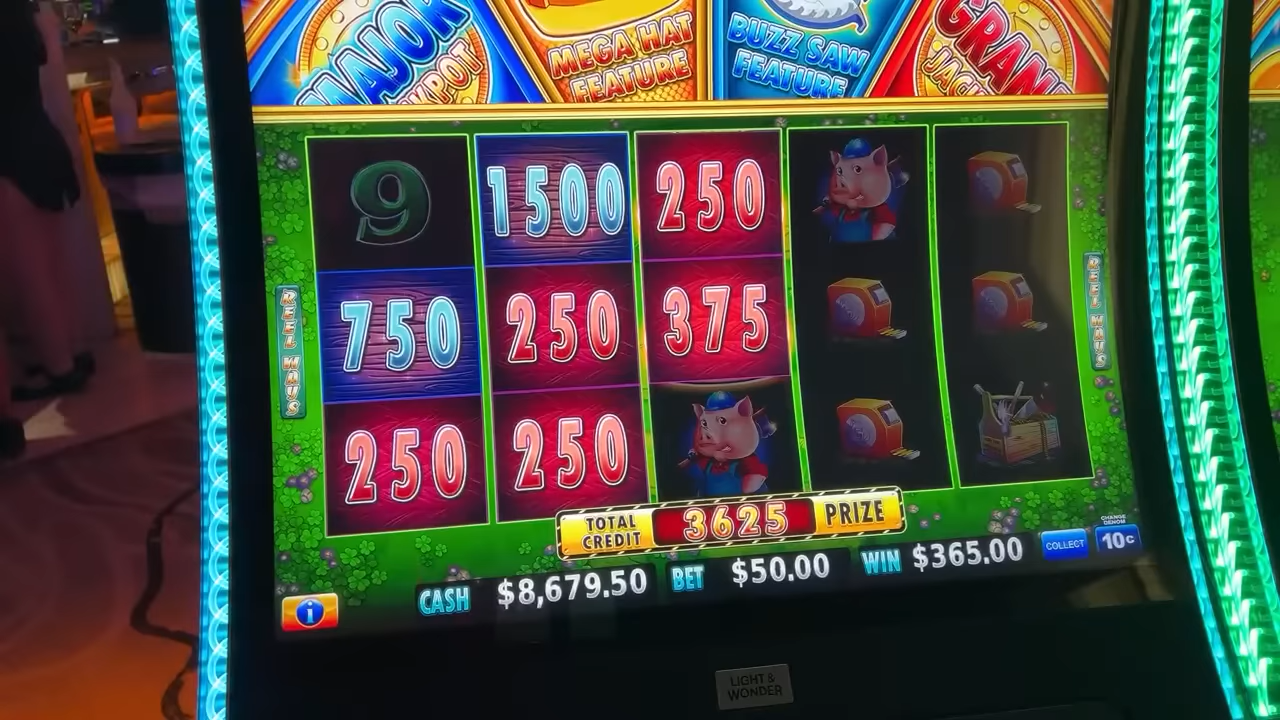 MAJOR
JACKPOT
MEGA HAT
FEATURE
BUZZ SAW
FEATURE
GRAND
9
1500
250
750
250
375
250
250
REEL WAYS
REEL WAYS
TOTAL
CREDIT
3625
PRIZE
CASH $8,679.50
BET $50.00
WIN $365.00
COLLECT
CHANGE
DENOM
10¢
i
LIGHT &
WONDER